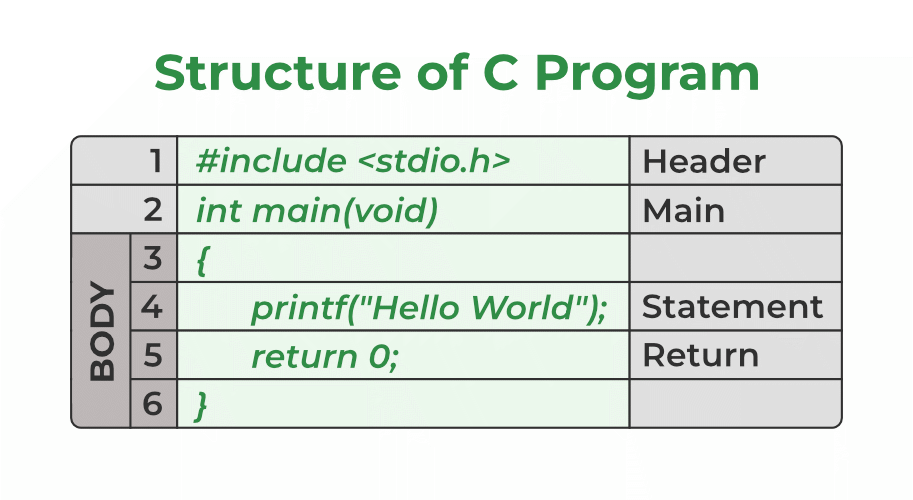 Structure of C Program
1 #include <stdio.h> Header
2 int main(void) Main
BODY
3 {
4 printf("Hello World"); Statement
5 return 0; Return
6 }